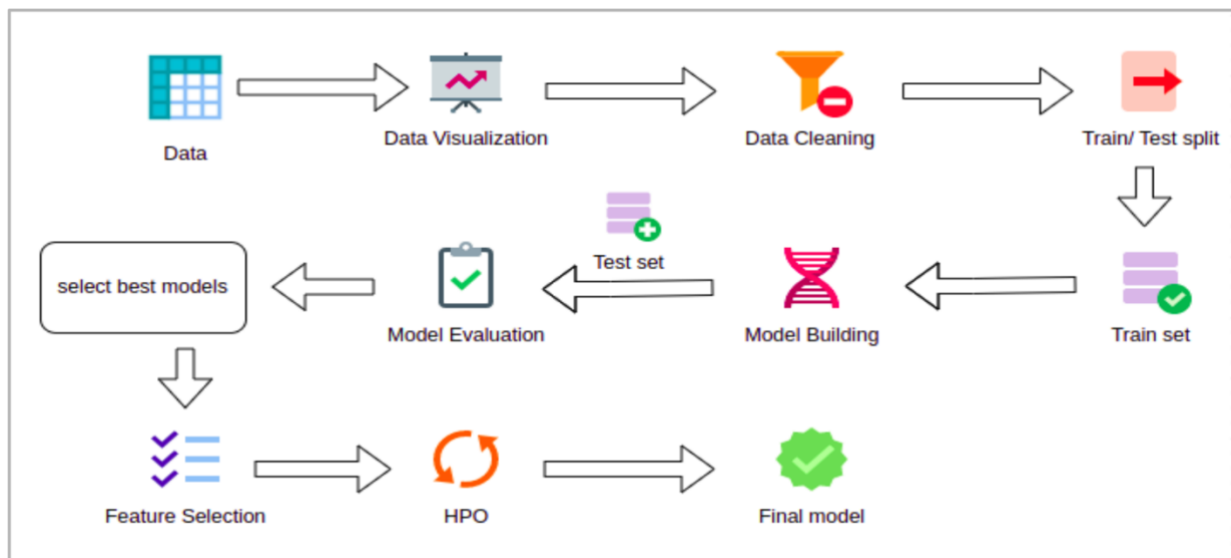 Data
Data Visualization
Data Cleaning
Train/ Test split
Train set
Model Building
Test set
Model Evaluation
select best models
Feature Selection
HPO
Final model